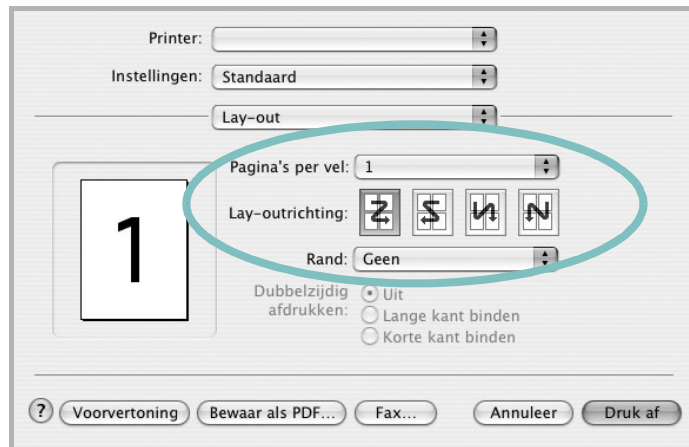 Printer:
Instellingen: Standaard
Lay-out
Pagina's per vel: 1
Lay-outrichting:
1
Rand: Geen
Dubbelzijdig afdrukken: Uit
Lange kant binden
Korte kant binden
? Voorvertoning Bewaar als PDF... Fax... Annuleer Druk af